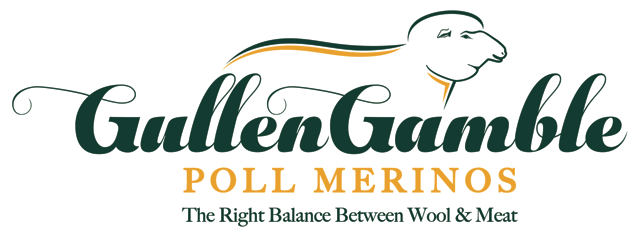 GullenGamble
POLL MERINOS
The Right Balance Between Wool & Meat